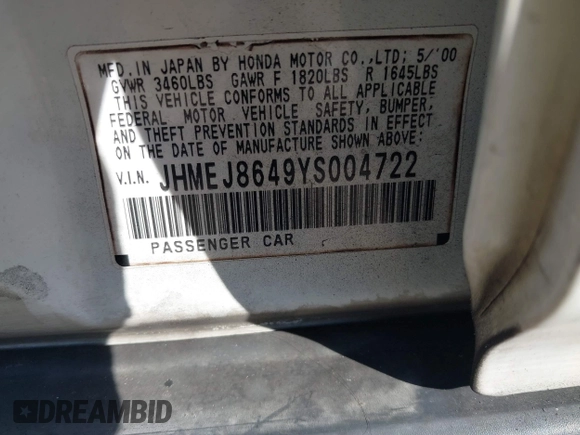 MFD. IN JAPAN BY HONDA MOTOR CO.,LTD; 5/'00
GVWR 3460LBS GAWR F 1820LBS R 1645LBS
THIS VEHICLE CONFORMS TO ALL APPLICABLE
FEDERAL MOTOR VEHICLE SAFETY, BUMPER,
AND THEFT PREVENTION STANDARDS IN EFFECT
ON THE DATE OF MANUFACTURE SHOWN ABOVE;
V.I.N. JHMEJ8649YS004722
PASSENGER CAR
DREAMBID